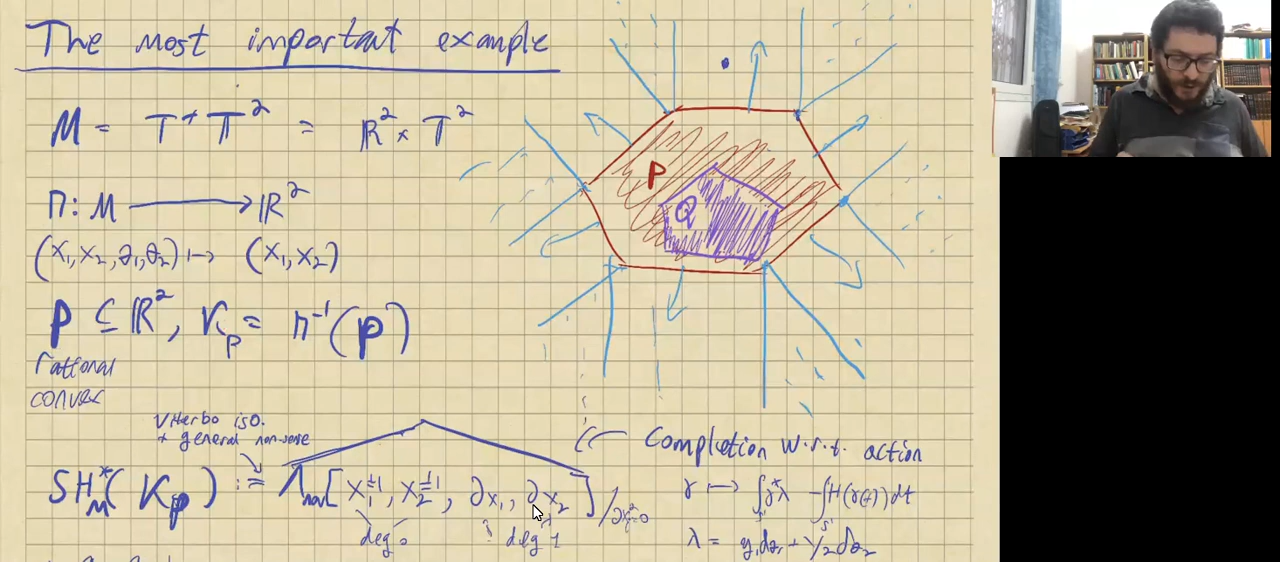 The most important example
M = T* 𝕋² = ℝ² × 𝕋²
π: M → ℝ²
(x₁, x₂, θ₁, θ₂) ↦ (x₁, x₂)
P ⊆ ℝ², K_P = π⁻¹(P)
rational
convex
P
Q
Viterbo iso.
+ general non-sense
SH*_M(K_P) := Λ_nov[x₁^{±1}, x₂^{±1}, ∂x₁, ∂x₂]
deg 0
deg 1
Completion w.r.t. action
γ ↦ ∫_{S¹} γ*λ - ∫_{S¹} H(γ(t))dt
λ = y₁dθ₁ + y₂dθ₂